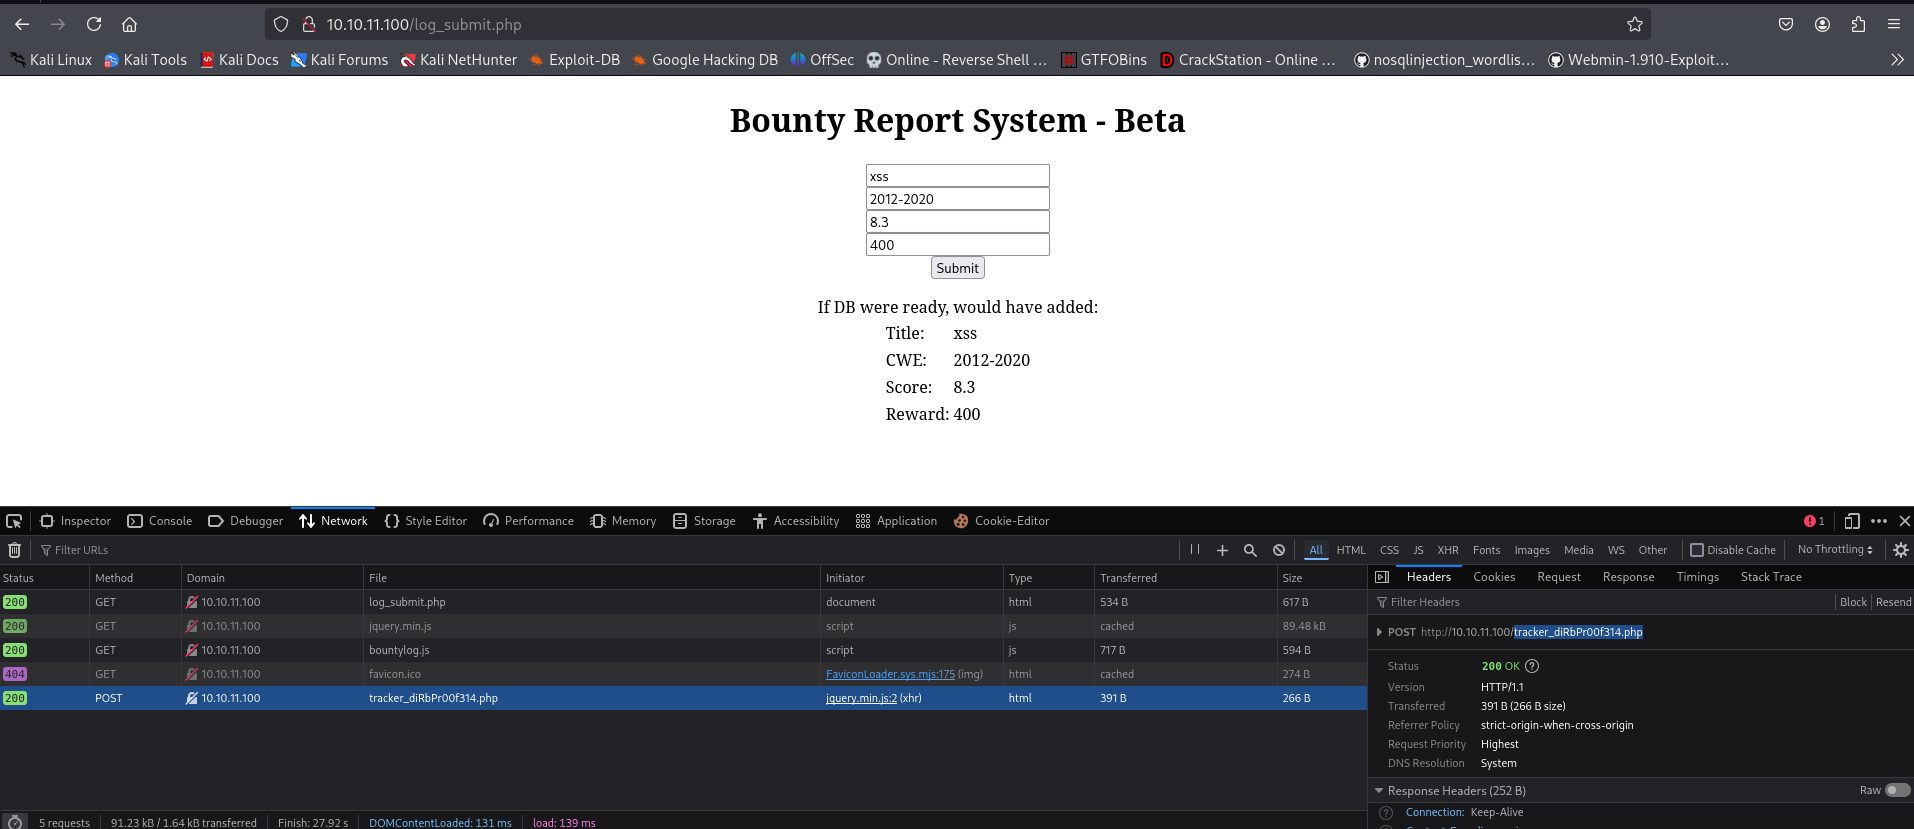 10.10.11.100/log_submit.php
Kali Linux Kali Tools Kali Docs Kali Forums Kali NetHunter Exploit-DB Google Hacking DB OffSec Online - Reverse Shell … GTFOBins CrackStation - Online … nosqlinjection_wordlis… Webmin-1.910-Exploit…
Bounty Report System - Beta
xss
2012-2020
8.3
400
Submit
If DB were ready, would have added:
Title: xss
CWE: 2012-2020
Score: 8.3
Reward: 400
Inspector Console Debugger Network Style Editor Performance Memory Storage Accessibility Application Cookie-Editor 1
Filter URLs All HTML CSS JS XHR Fonts Images Media WS Other Disable Cache No Throttling
Status Method Domain File Initiator Type Transferred Size
200 GET 10.10.11.100 log_submit.php document html 534 B 617 B
200 GET 10.10.11.100 jquery.min.js script js cached 89.48 kB
200 GET 10.10.11.100 bountylog.js script js 717 B 594 B
404 GET 10.10.11.100 favicon.ico FaviconLoader.sys.mjs:175 (img) html cached 274 B
200 POST 10.10.11.100 tracker_diRbPr00f314.php jquery.min.js:2 (xhr) html 391 B 266 B
Headers Cookies Request Response Timings Stack Trace
Filter Headers Block Resend
POST http://10.10.11.100/tracker_diRbPr00f314.php
Status 200 OK
Version HTTP/1.1
Transferred 391 B (266 B size)
Referrer Policy strict-origin-when-cross-origin
Request Priority Highest
DNS Resolution System
Response Headers (252 B) Raw
Connection: Keep-Alive
5 requests 91.23 kB / 1.64 kB transferred Finish: 27.92 s DOMContentLoaded: 131 ms load: 139 ms